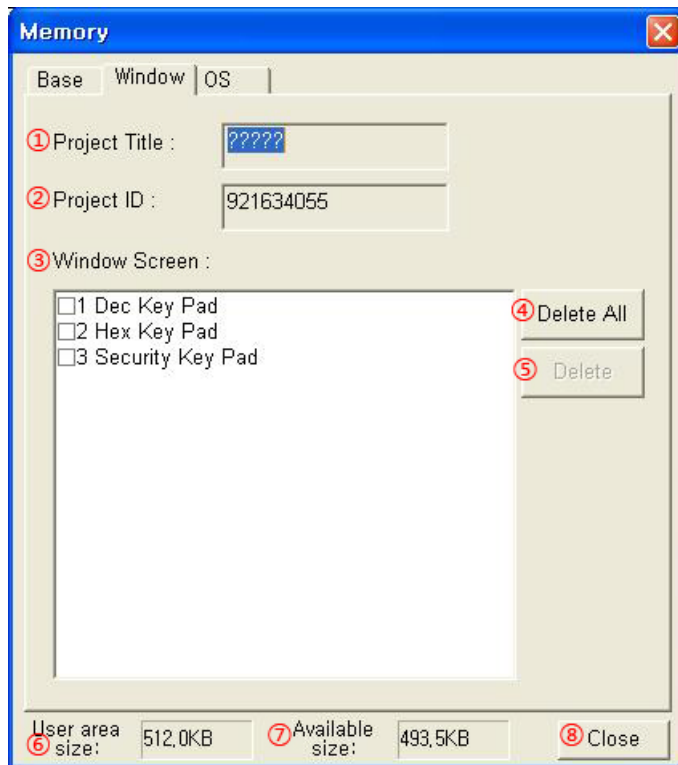 Memory
Base Window OS
①Project Title : ?????
②Project ID : 921634055
③Window Screen :
1 Dec Key Pad
2 Hex Key Pad
3 Security Key Pad
④Delete All
⑤ Delete
User area
⑥ size: 512,0KB
⑦Available
size: 493,5KB
⑧Close